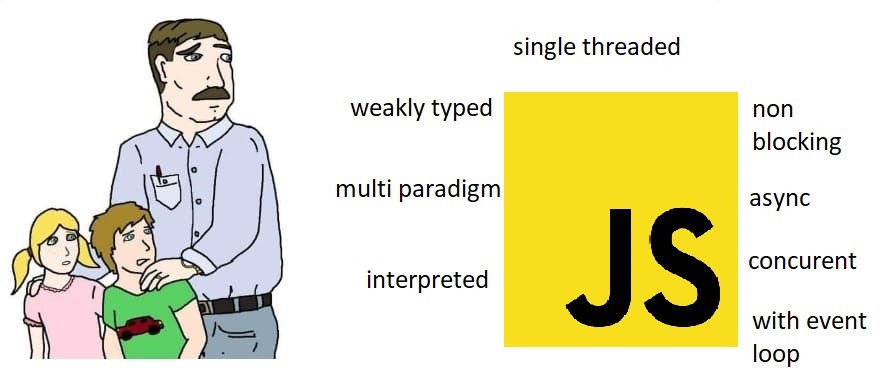 single threaded
weakly typed
multi paradigm
interpreted
JS
non
blocking
async
concurent
with event
loop